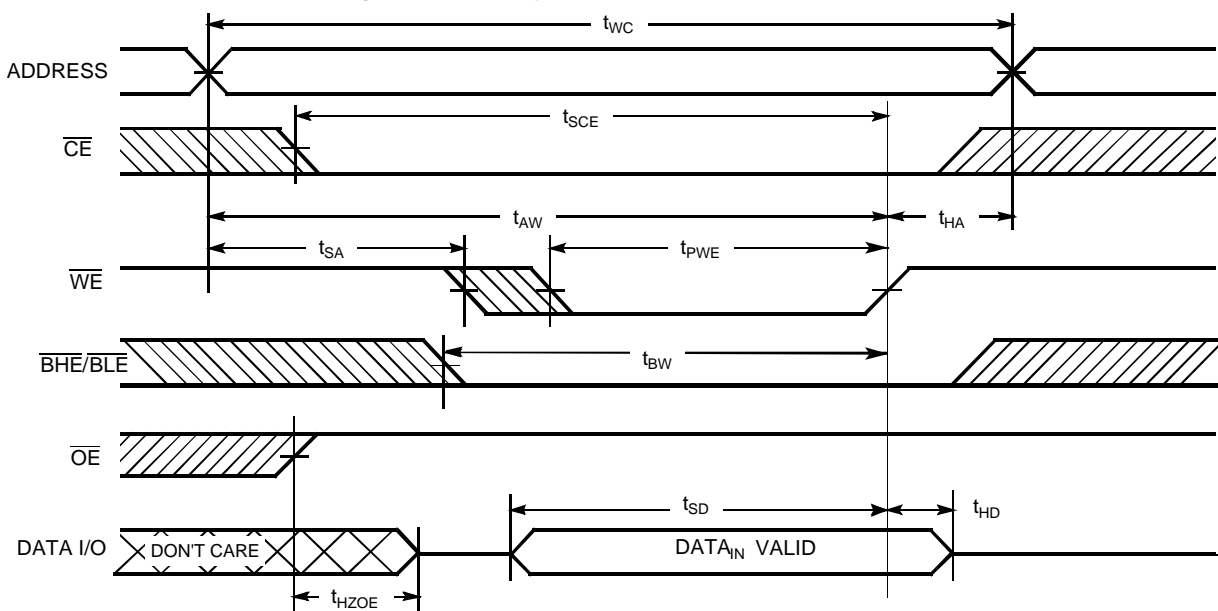 tWC
ADDRESS
tSCE
CE
tAW
tHA
tSA
tPWE
WE
tBW
BHE/BLE
OE
tSD
tHD
DATA I/O
DON'T CARE
DATAIN VALID
tHZOE